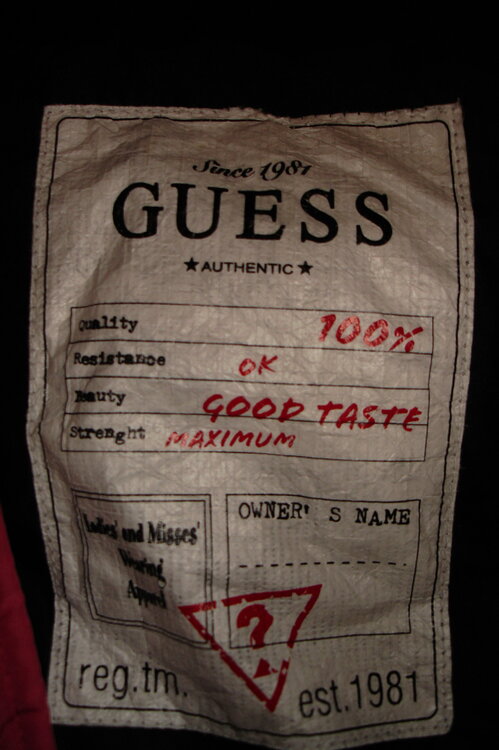 Since 1981
GUESS
★AUTHENTIC★
Quality 100%
Resistance OK
Beauty GOOD TASTE
Strenght MAXIMUM
Ladies' and Misses'
Wearing
Apparel
OWNER' S NAME
?
reg.tm.
est.1981